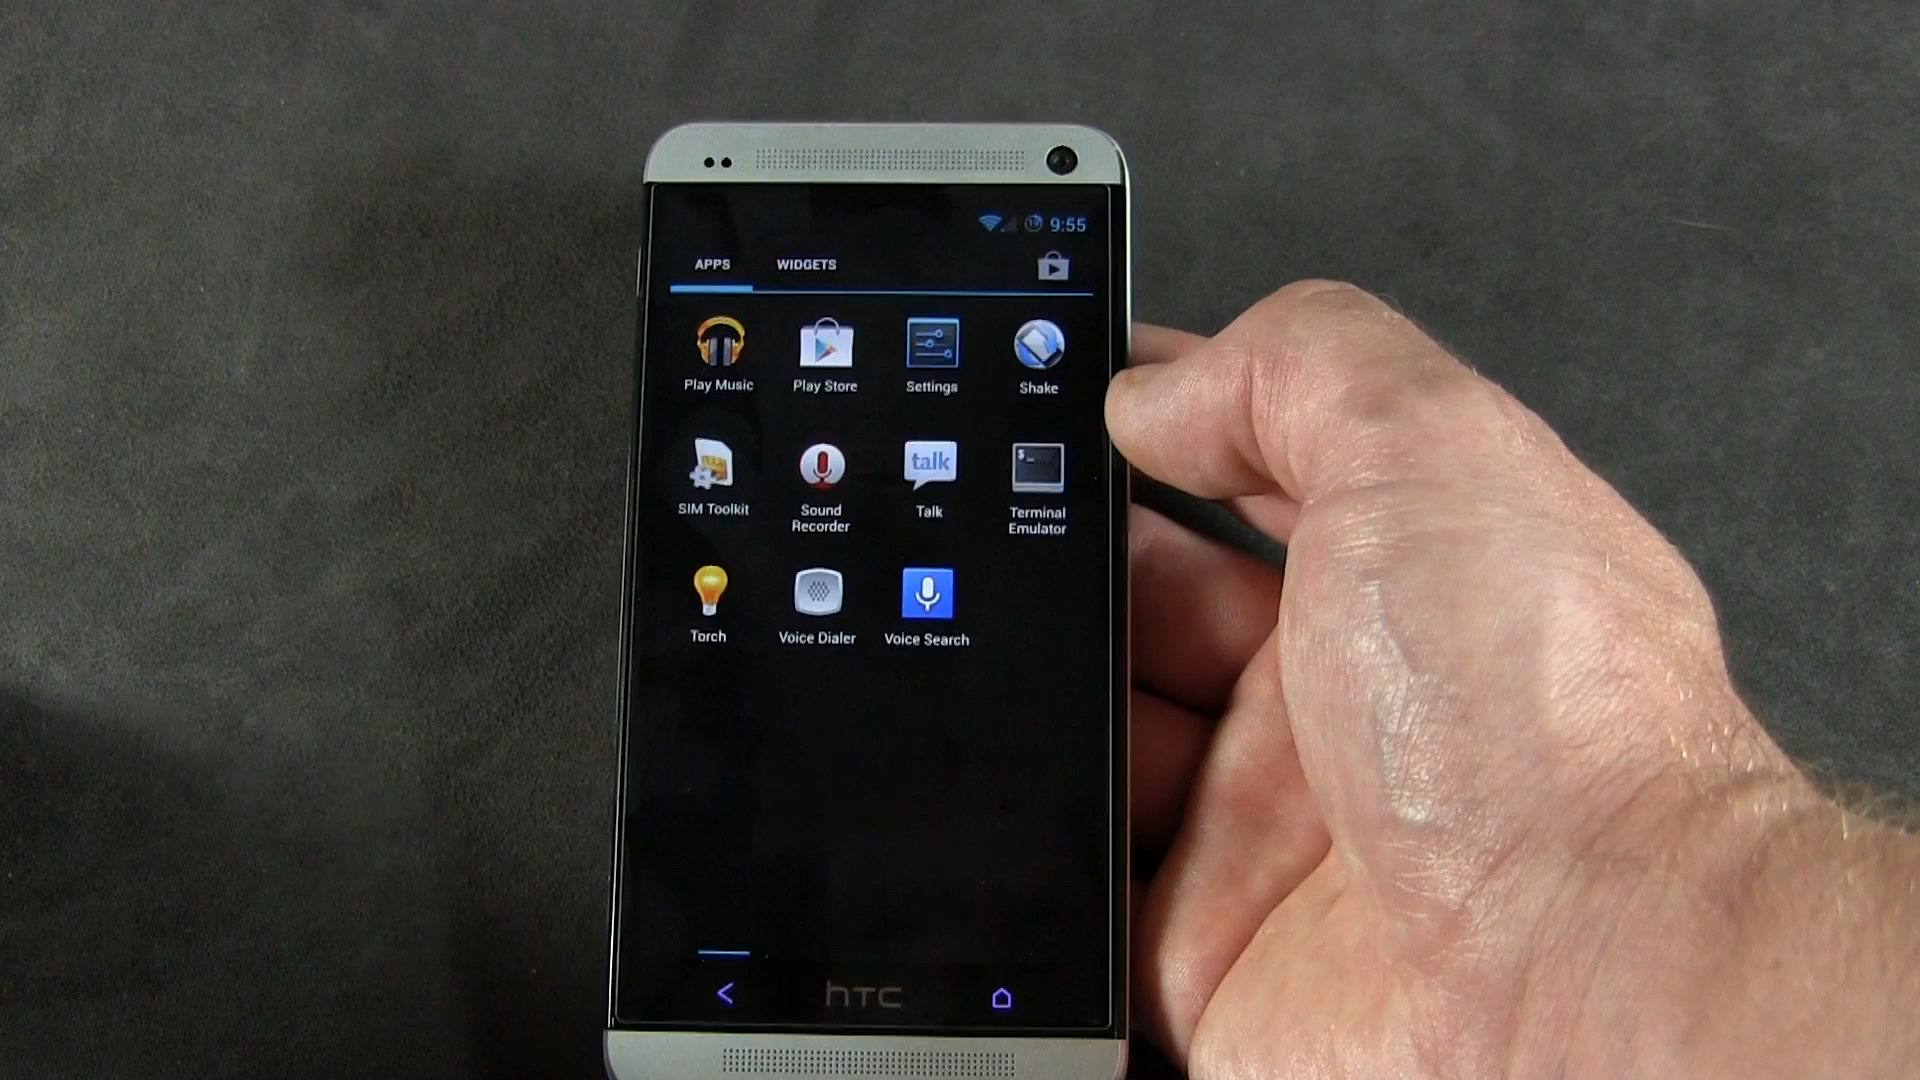 9:55
APPS WIDGETS
Play Music Play Store Settings Shake
$_
talk
SIM Toolkit Sound Recorder Talk Terminal Emulator
Torch Voice Dialer Voice Search
hTC